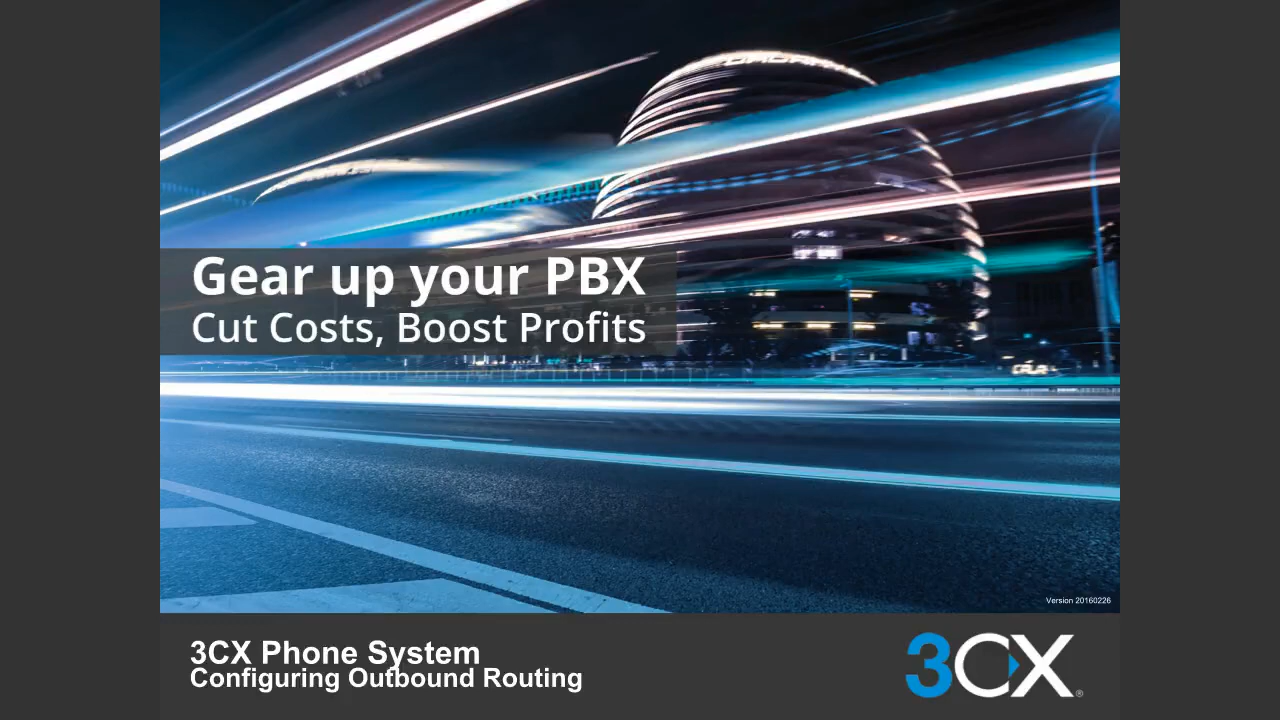 Gear up your PBX
Cut Costs, Boost Profits
Version 20160226
3CX Phone System
Configuring Outbound Routing
3CX®